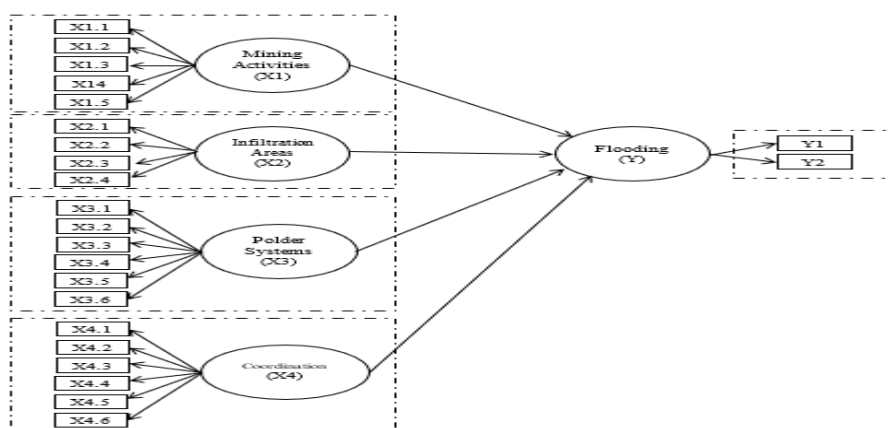 X1.1
X1.2
X1.3
X14
X1.5
Mining
Activities
(X1)
X2.1
X2.2
X2.3
X2.4
Infiltration
Areas
(X2)
X3.1
X3.2
X3.3
X3.4
X3.5
X3.6
Polder
Systems
(X3)
X4.1
X4.2
X4.3
X4.4
X4.5
X4.6
Coordination
(X4)
Flooding
(Y)
Y1
Y2